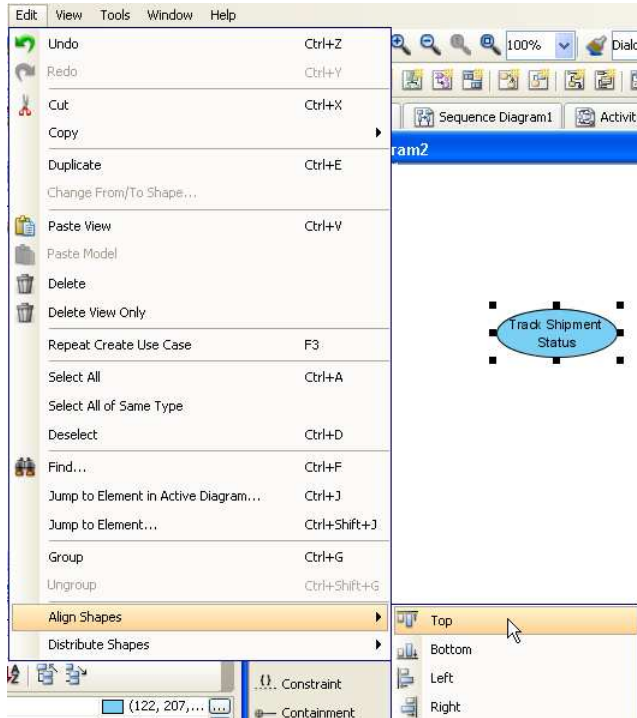 Edit View Tools Window Help
Undo Ctrl+Z
Redo Ctrl+Y
Cut Ctrl+X
Copy
Duplicate Ctrl+E
Change From/To Shape...
Paste View Ctrl+V
Paste Model
Delete
Delete View Only
Repeat Create Use Case F3
Select All Ctrl+A
Select All of Same Type
Deselect Ctrl+D
Find... Ctrl+F
Jump to Element in Active Diagram... Ctrl+J
Jump to Element... Ctrl+Shift+J
Group Ctrl+G
Ungroup Ctrl+Shift+G
Align Shapes
Distribute Shapes
100% Dialo
Sequence Diagram1 Activit
ram2
Track Shipment
Status
Top
Bottom
Left
Right
(122, 207,... ...
Constraint
Containment